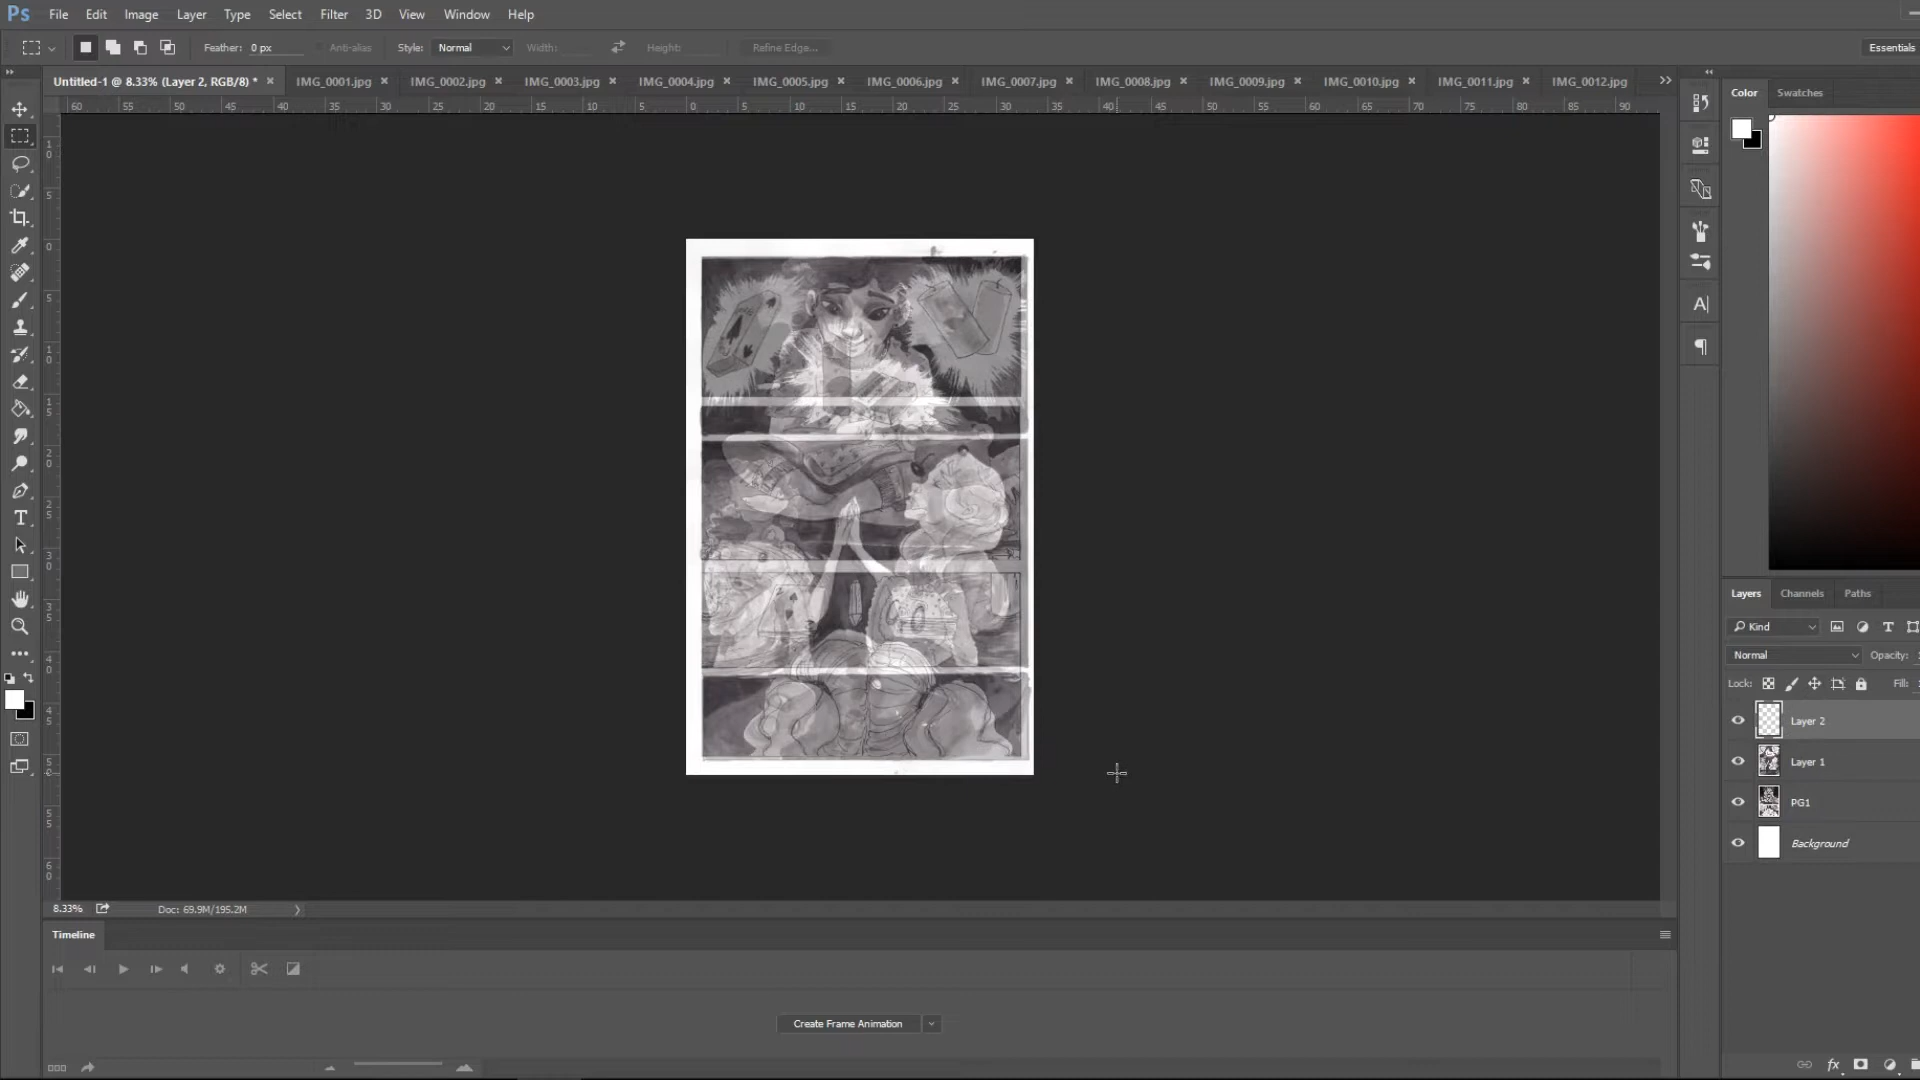 Ps File Edit Image Layer Type Select Filter 3D View Window Help
Feather: 0 px Anti-alias Style: Normal Width: Height: Refine Edge... Essentials
Untitled-1 @ 8.33% (Layer 2, RGB/8) * IMG_0001.jpg IMG_0002.jpg IMG_0003.jpg IMG_0004.jpg IMG_0005.jpg IMG_0006.jpg IMG_0007.jpg IMG_0008.jpg IMG_0009.jpg IMG_0010.jpg IMG_0011.jpg IMG_0012.jpg
Color Swatches
60 55 50 45 40 35 30 25 20 15 10 5 0 5 10 15 20 25 30 35 40 45 50 55 60 65 70 75 80 85 90
10
5
0
5
10
15
20
25
30
35
40
45
50
55
60
Layers Channels Paths
Kind
Normal Opacity:
Lock: Fill:
Layer 2
Layer 1
PG1
Background
8.33% Doc: 69.9M/195.2M
Timeline
Create Frame Animation
fx